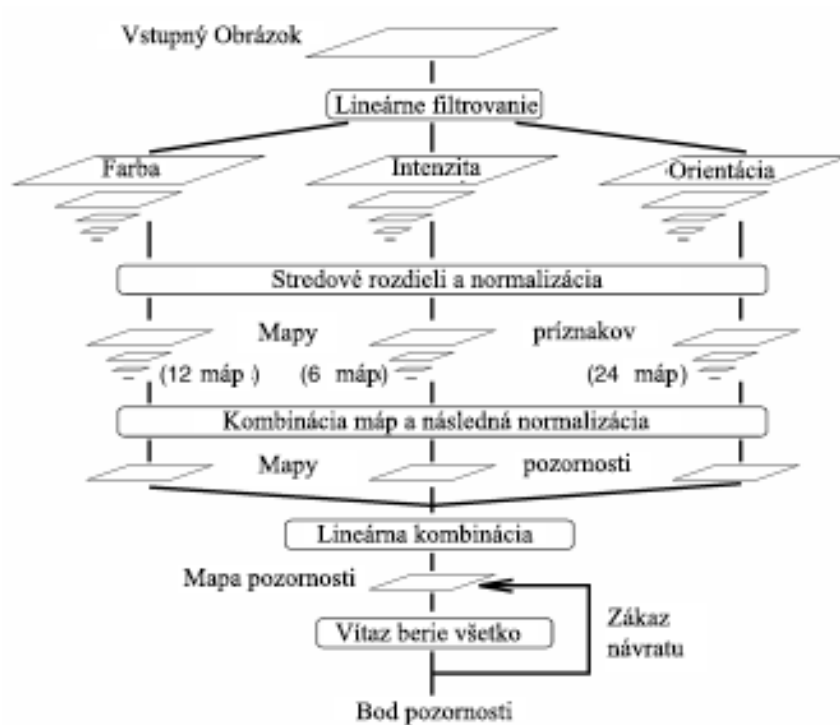 Vstupný Obrázok
Lineárne filtrovanie
Farba Intenzita Orientácia
Stredové rozdieli a normalizácia
Mapy príznakov
(12 máp) (6 máp) (24 máp)
Kombinácia máp a následná normalizácia
Mapy pozornosti
Lineárna kombinácia
Mapa pozornosti
Vítaz berie všetko
Zákaz
návratu
Bod pozornosti